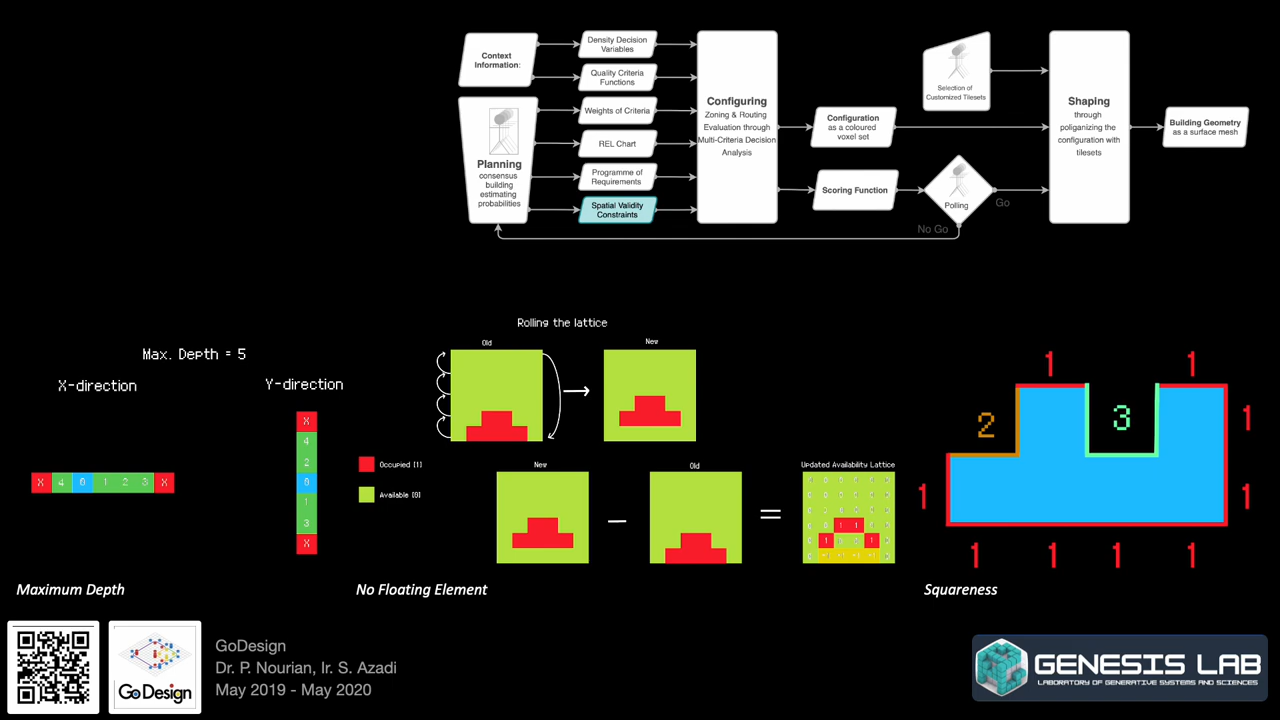 Context
Information:
Density Decision
Variables
Quality Criteria
Functions
Weights of Criteria
REL Chart
Programme of
Requirements
Spatial Validity
Constraints
Planning
consensus
building
estimating
probabilities
Configuring
Zoning & Routing
Evaluation through
Multi-Criteria Decision
Analysis
Configuration
as a coloured
voxel set
Scoring Function
Selection of
Customized Tilesets
Polling
Go
No Go
Shaping
through
poliganizing the
configuration with
tilesets
Building Geometry
as a surface mesh
Max. Depth = 5
X-direction
Y-direction
X 4 0 1 2 3 X
X
4
2
0
1
3
X
Maximum Depth
Rolling the lattice
Old
New
Occupied [1]
Available [0]
New
Old
Updated Availability Lattice
No Floating Element
1 1
2 3 1
1 1
1 1 1 1
Squareness
Go Design
GoDesign
Dr. P. Nourian, Ir. S. Azadi
May 2019 - May 2020
GENESIS LAB
LABORATORY OF GENERATIVE SYSTEMS AND SCIENCES